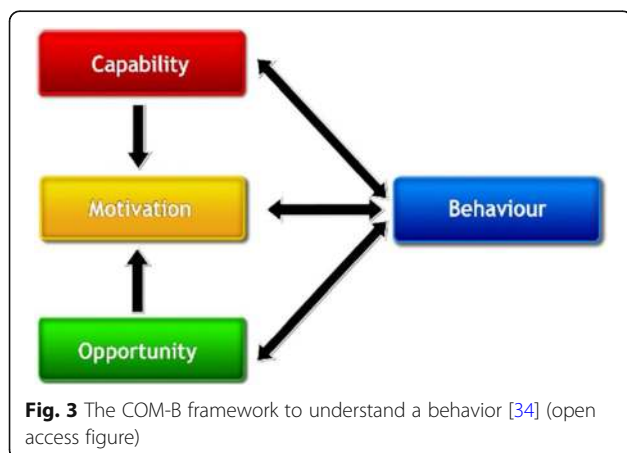 Capability
Motivation
Behaviour
Opportunity
Fig. 3 The COM-B framework to understand a behavior [34] (open
access figure)